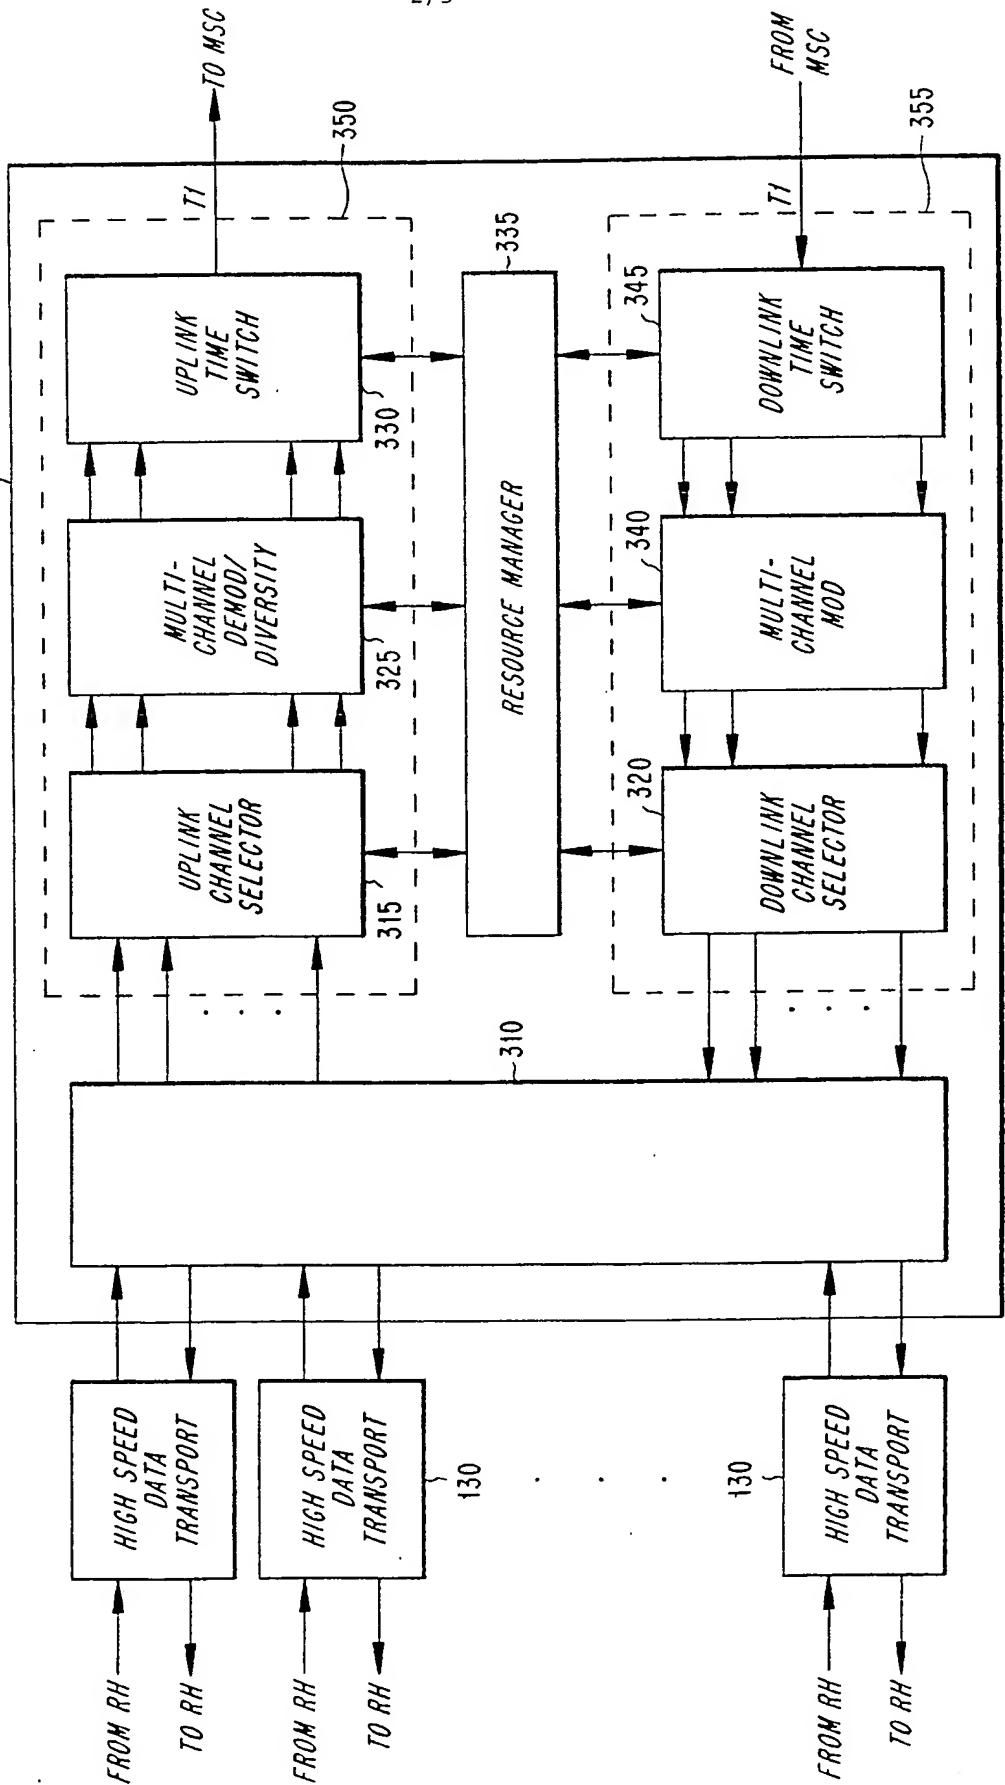 TO MSC
T1
350
UPLINK
TIME
SWITCH
330
MULTI-
CHANNEL
DEMOD/
DIVERSITY
325
UPLINK
CHANNEL
SELECTOR
315
335
RESOURCE MANAGER
FROM
MSC
T1
355
345
DOWNLINK
TIME
SWITCH
340
MULTI-
CHANNEL
MOD
320
DOWNLINK
CHANNEL
SELECTOR
310
HIGH SPEED
DATA
TRANSPORT
FROM RH
TO RH
HIGH SPEED
DATA
TRANSPORT
130
FROM RH
TO RH
130
HIGH SPEED
DATA
TRANSPORT
FROM RH
TO RH